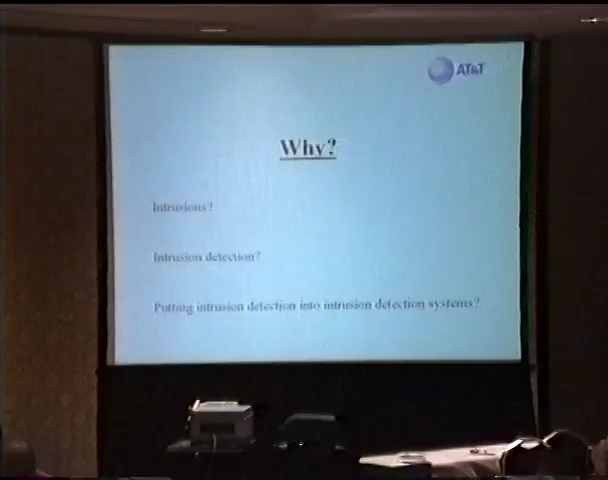 AT&T
Why?
Intrusions?
Intrusion detection?
Putting intrusion detection into intrusion detection systems?